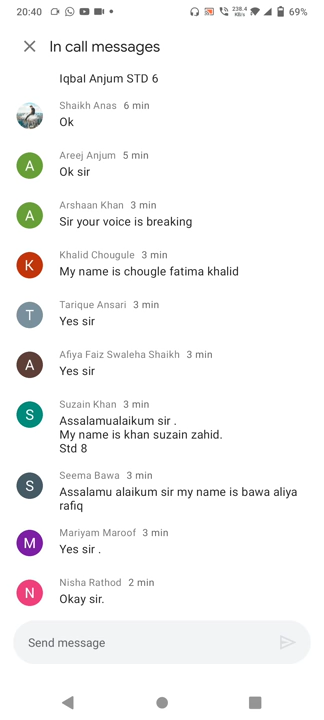 20:40
238.4
KB/s
69%
In call messages
Iqbal Anjum STD 6
Shaikh Anas 6 min
Ok
A
Areej Anjum 5 min
Ok sir
A
Arshaan Khan 3 min
Sir your voice is breaking
K
Khalid Chougule 3 min
My name is chougle fatima khalid
T
Tarique Ansari 3 min
Yes sir
A
Afiya Faiz Swaleha Shaikh 3 min
Yes sir
S
Suzain Khan 3 min
Assalamualaikum sir .
My name is khan suzain zahid.
Std 8
S
Seema Bawa 3 min
Assalamu alaikum sir my name is bawa aliya
rafiq
M
Mariyam Maroof 3 min
Yes sir .
N
Nisha Rathod 2 min
Okay sir.
Send message